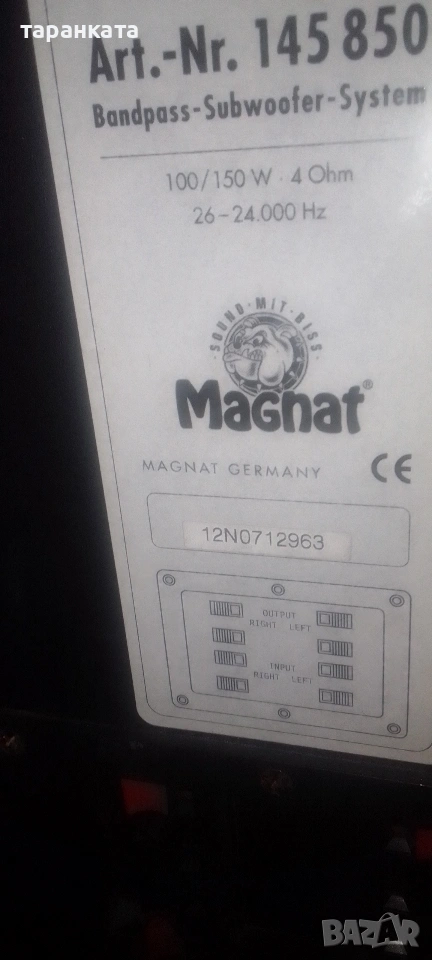 таранката
Art.-Nr. 145 850
Bandpass-Subwoofer-System
100/150 W · 4 Ohm
26-24.000 Hz
SOUND·MIT·BISS
Magnat®
MAGNAT GERMANY CE
12N0712963
OUTPUT
RIGHT LEFT
INPUT
RIGHT LEFT
BAZAR